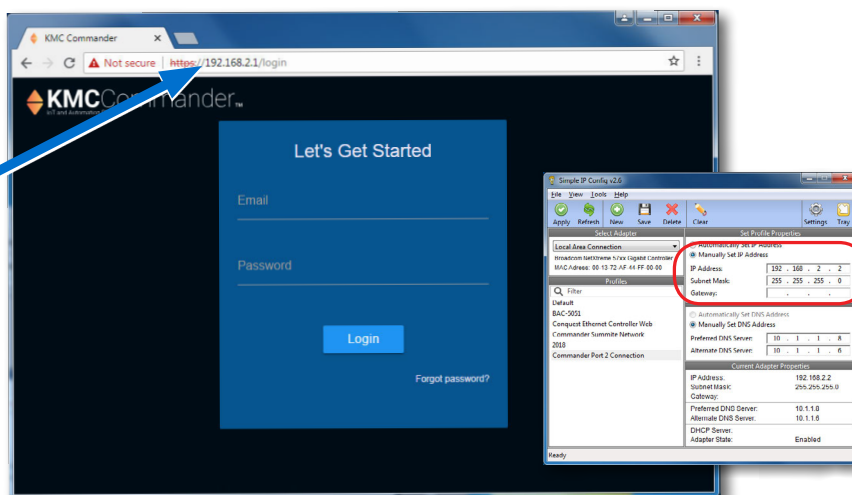 KMC Commander
Not secure | https://192.168.2.1/login
KMCCommander™
Let's Get Started
Email
Password
Login
Forgot password?
Simple IP Config v2.6
File View Tools Help
Apply Refresh New Save Delete Clear Settings Tray
Select Adapter
Local Area Connection
Broadcom NetXtreme 57xx Gigabit Controller
MAC Adress: 00-13-72-AF-44-FF-00-00
Profiles
Filter
Default
BAC-5051
Conquest Ethernet Controller Web
Commander Summite Network
2018
Commander Port 2 Connection
Set Profile Properties
Automatically Set IP Address
Manually Set IP Address
IP Address: 192 . 168 . 2 . 2
Subnet Mask: 255 . 255 . 255 . 0
Gateway: . . .
Automatically Set DNS Address
Manually Set DNS Address
Preferred DNS Server: 10 . 1 . 1 . 8
Alternate DNS Server: 10 . 1 . 1 . 6
Current Adapter Properties
IP Address: 192.168.2.2
Subnet Mask: 255.255.255.0
Gateway:
Preferred DNS Server: 10.1.1.8
Alternate DNS Server: 10.1.1.6
DHCP Server:
Adapter State: Enabled
Ready